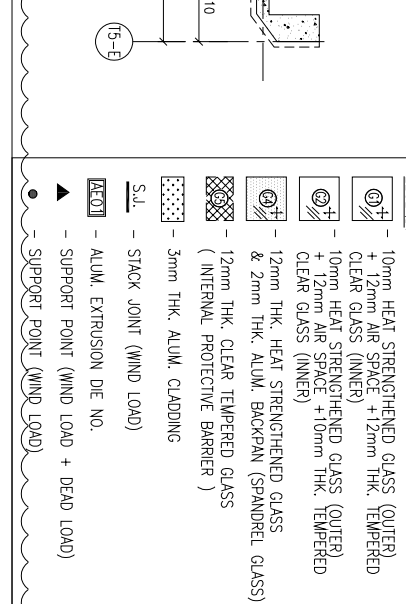 10
T5-E
G1 - 10mm HEAT STRENGTHENED GLASS (OUTER)
+ 12mm AIR SPACE +12mm THK. TEMPERED
CLEAR GLASS (INNER)
G2 - 10mm HEAT STRENGTHENED GLASS (OUTER)
+ 12mm AIR SPACE +10mm THK. TEMPERED
CLEAR GLASS (INNER)
G4 - 12mm THK. HEAT STRENGTHENED GLASS
& 2mm THK. ALUM. BACKPAN (SPANDREL GLASS)
G5 - 12mm THK. CLEAR TEMPERED GLASS
( INTERNAL PROTECTIVE BARRIER )
- 3mm THK. ALUM. CLADDING
S.J. - STACK JOINT (WIND LOAD)
AE01 - ALUM. EXTRUSION DIE NO.
- SUPPORT POINT (WIND LOAD + DEAD LOAD)
- SUPPORT POINT (WIND LOAD)